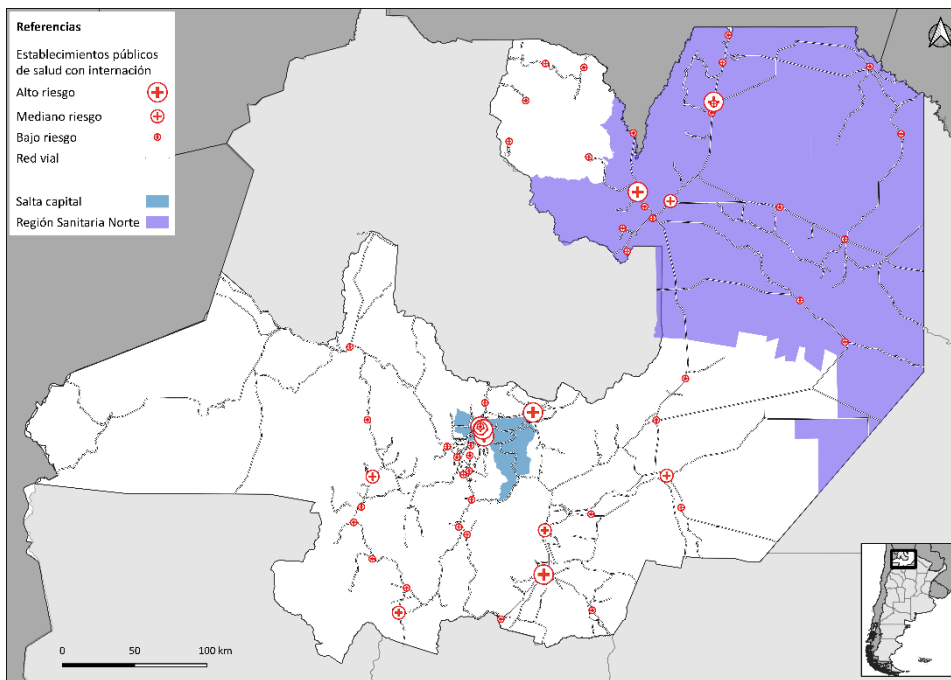 Referencias
Establecimientos públicos
de salud con internación
Alto riesgo
Mediano riesgo
Bajo riesgo
Red vial
Salta capital
Región Sanitaria Norte
0 50 100 km